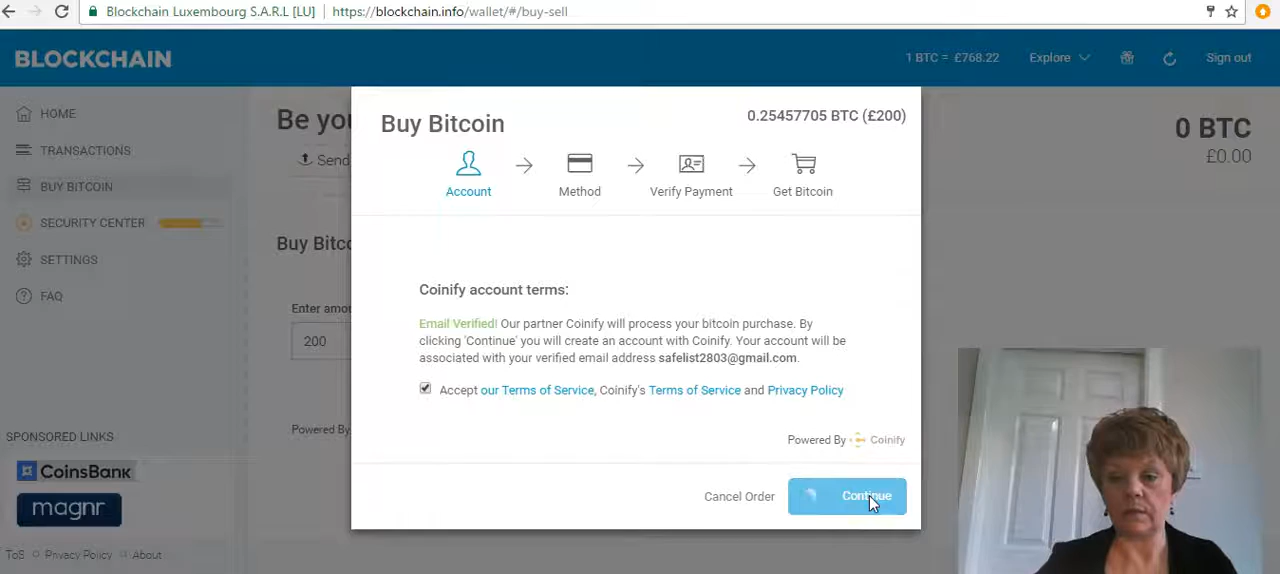 Blockchain Luxembourg S.A.R.L [LU] https://blockchain.info/wallet/#/buy-sell
BLOCKCHAIN
1 BTC = £768.22 Explore Sign out
HOME
TRANSACTIONS
BUY BITCOIN
SECURITY CENTER
SETTINGS
FAQ
SPONSORED LINKS
CoinsBank
magnr
ToS Privacy Policy About
Be you
Send
Buy Bitc
Enter amo
200
Powered By
0 BTC
£0.00
Buy Bitcoin
0.25457705 BTC (£200)
Account Method Verify Payment Get Bitcoin
Coinify account terms:
Email Verified! Our partner Coinify will process your bitcoin purchase. By
clicking 'Continue' you will create an account with Coinify. Your account will be
associated with your verified email address safelist2803@gmail.com.
Accept our Terms of Service, Coinify's Terms of Service and Privacy Policy
Powered By Coinify
Cancel Order Continue